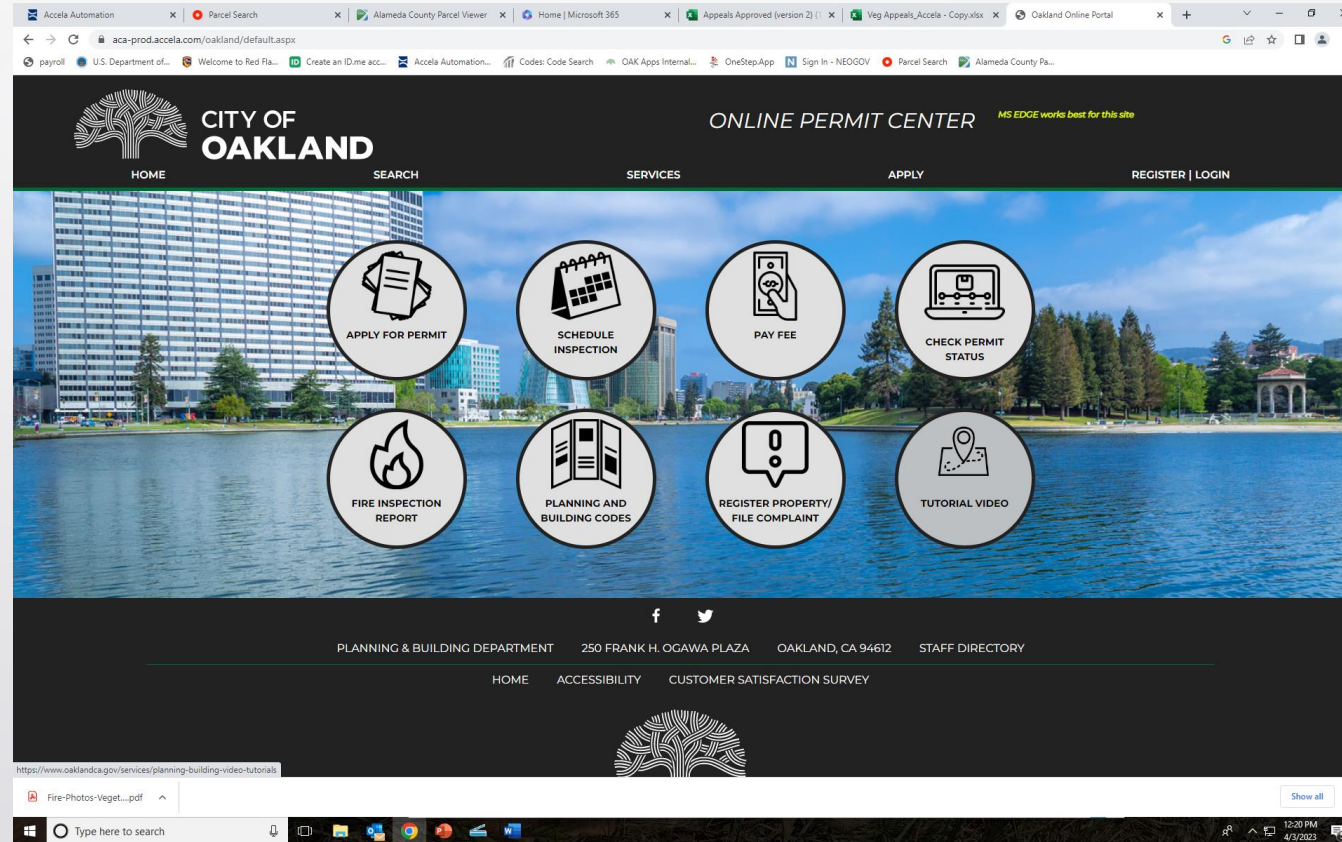 Accela Automation
Parcel Search
Alameda County Parcel Viewer
Home | Microsoft 365
Appeals Approved (version 2) (1
Veg Appeals_Accela - Copy.xlsx
Oakland Online Portal
aca-prod.accela.com/oakland/default.aspx
payroll
U.S. Department of...
Welcome to Red Fla...
Create an ID.me acc...
Accela Automation...
Codes: Code Search
OAK Apps Internal...
OneStep.App
Sign In - NEOGOV
Parcel Search
Alameda County Pa...
CITY OF
OAKLAND
ONLINE PERMIT CENTER
MS EDGE works best for this site
HOME
SEARCH
SERVICES
APPLY
REGISTER | LOGIN
APPLY FOR PERMIT
SCHEDULE
INSPECTION
PAY FEE
CHECK PERMIT
STATUS
FIRE INSPECTION
REPORT
PLANNING AND
BUILDING CODES
REGISTER PROPERTY/
FILE COMPLAINT
TUTORIAL VIDEO
PLANNING & BUILDING DEPARTMENT
250 FRANK H. OGAWA PLAZA
OAKLAND, CA 94612
STAFF DIRECTORY
HOME
ACCESSIBILITY
CUSTOMER SATISFACTION SURVEY
https://www.oaklandca.gov/services/planning-building-video-tutorials
Fire-Photos-Veget....pdf
Show all
Type here to search
12:20 PM
4/3/2023